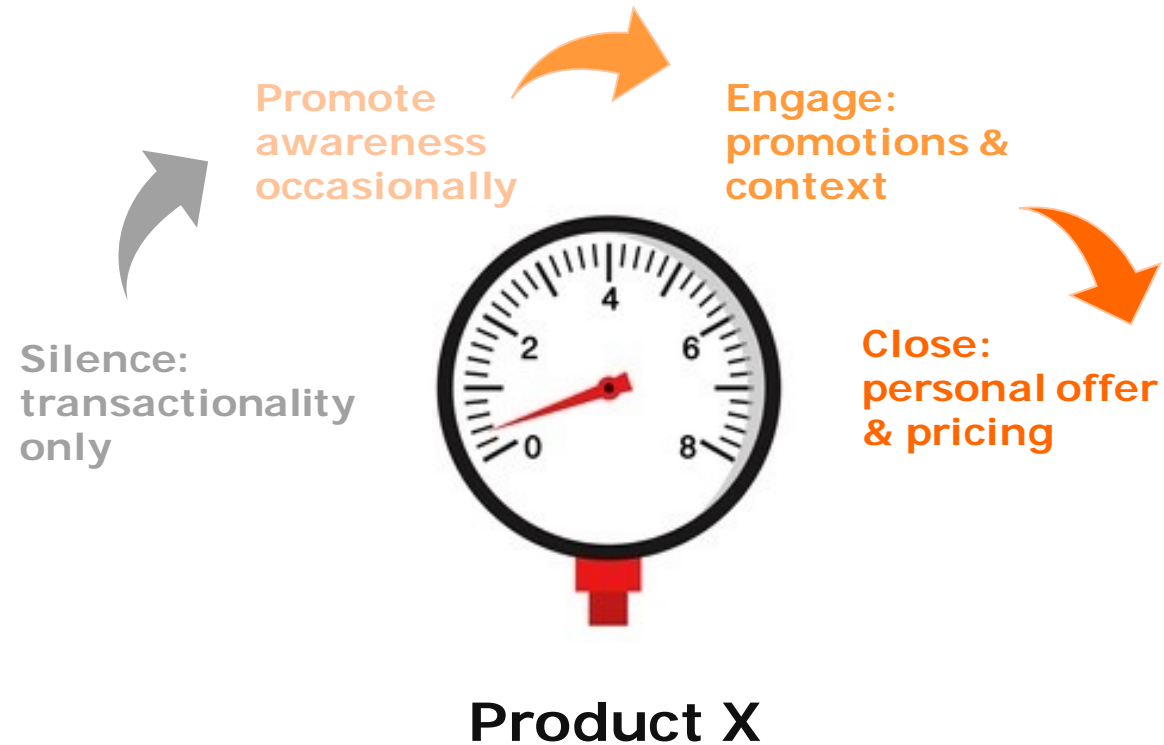 Promote
awareness
occasionally
Engage:
promotions &
context
Silence:
transactionality
only
Close:
personal offer
& pricing
0
2
4
6
8
Product X